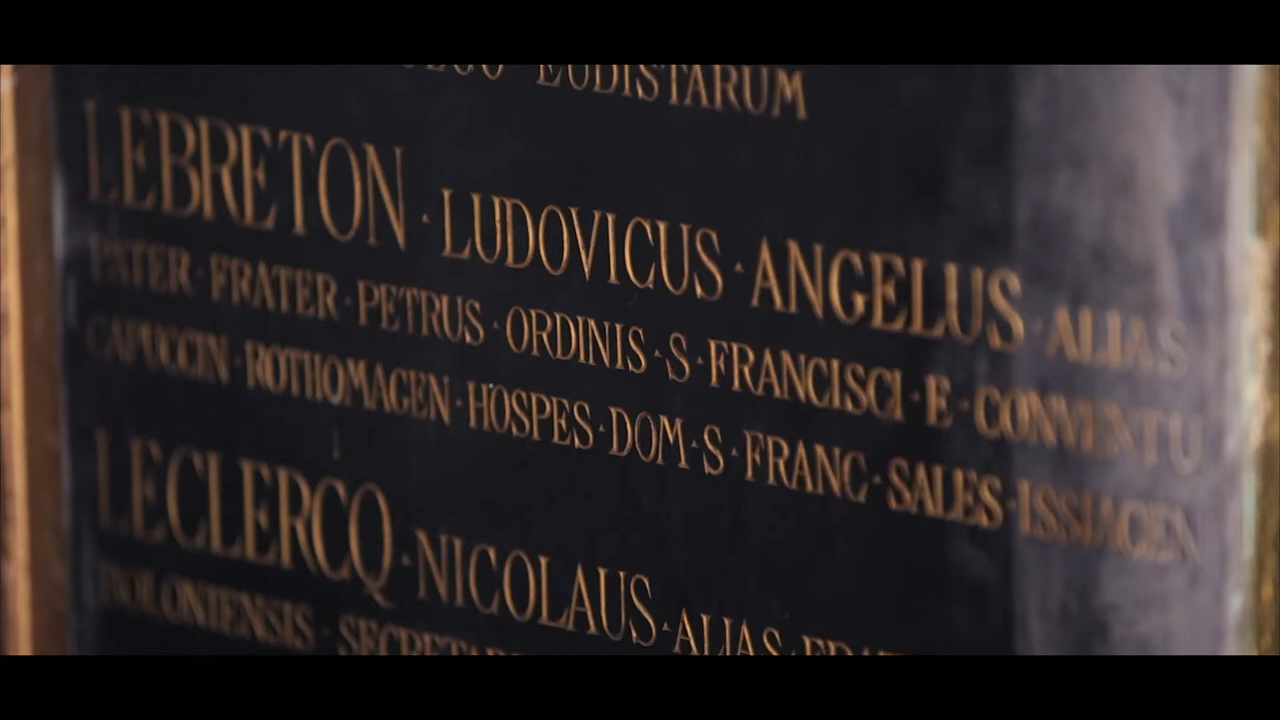 EUDISTARUM
LEBRETON · LUDOVICUS · ANGELUS · ALIAS
PATER · FRATER · PETRUS · ORDINIS · S · FRANCISCI · E · CONVENTU
CAPUCCIN · ROTHOMAGEN · HOSPES · DOM · S · FRANC · SALES · ISSIACEN
LECLERCQ · NICOLAUS · ALIAS